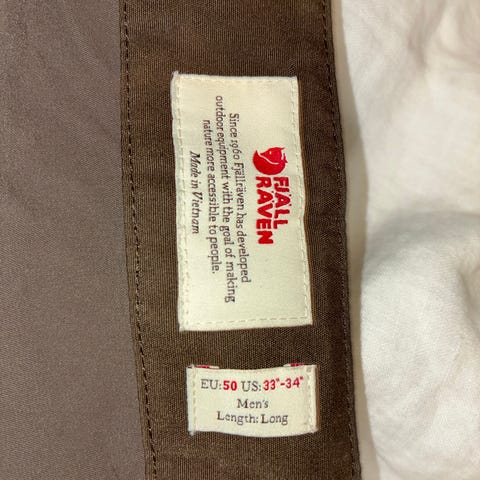 FJÄLL
RÄVEN
Since 1960 Fjällräven has developed
outdoor equipment with the goal of making
nature more accessible to people.
Made in Vietnam
EU: 50 US: 33"-34"
Men's
Length: Long